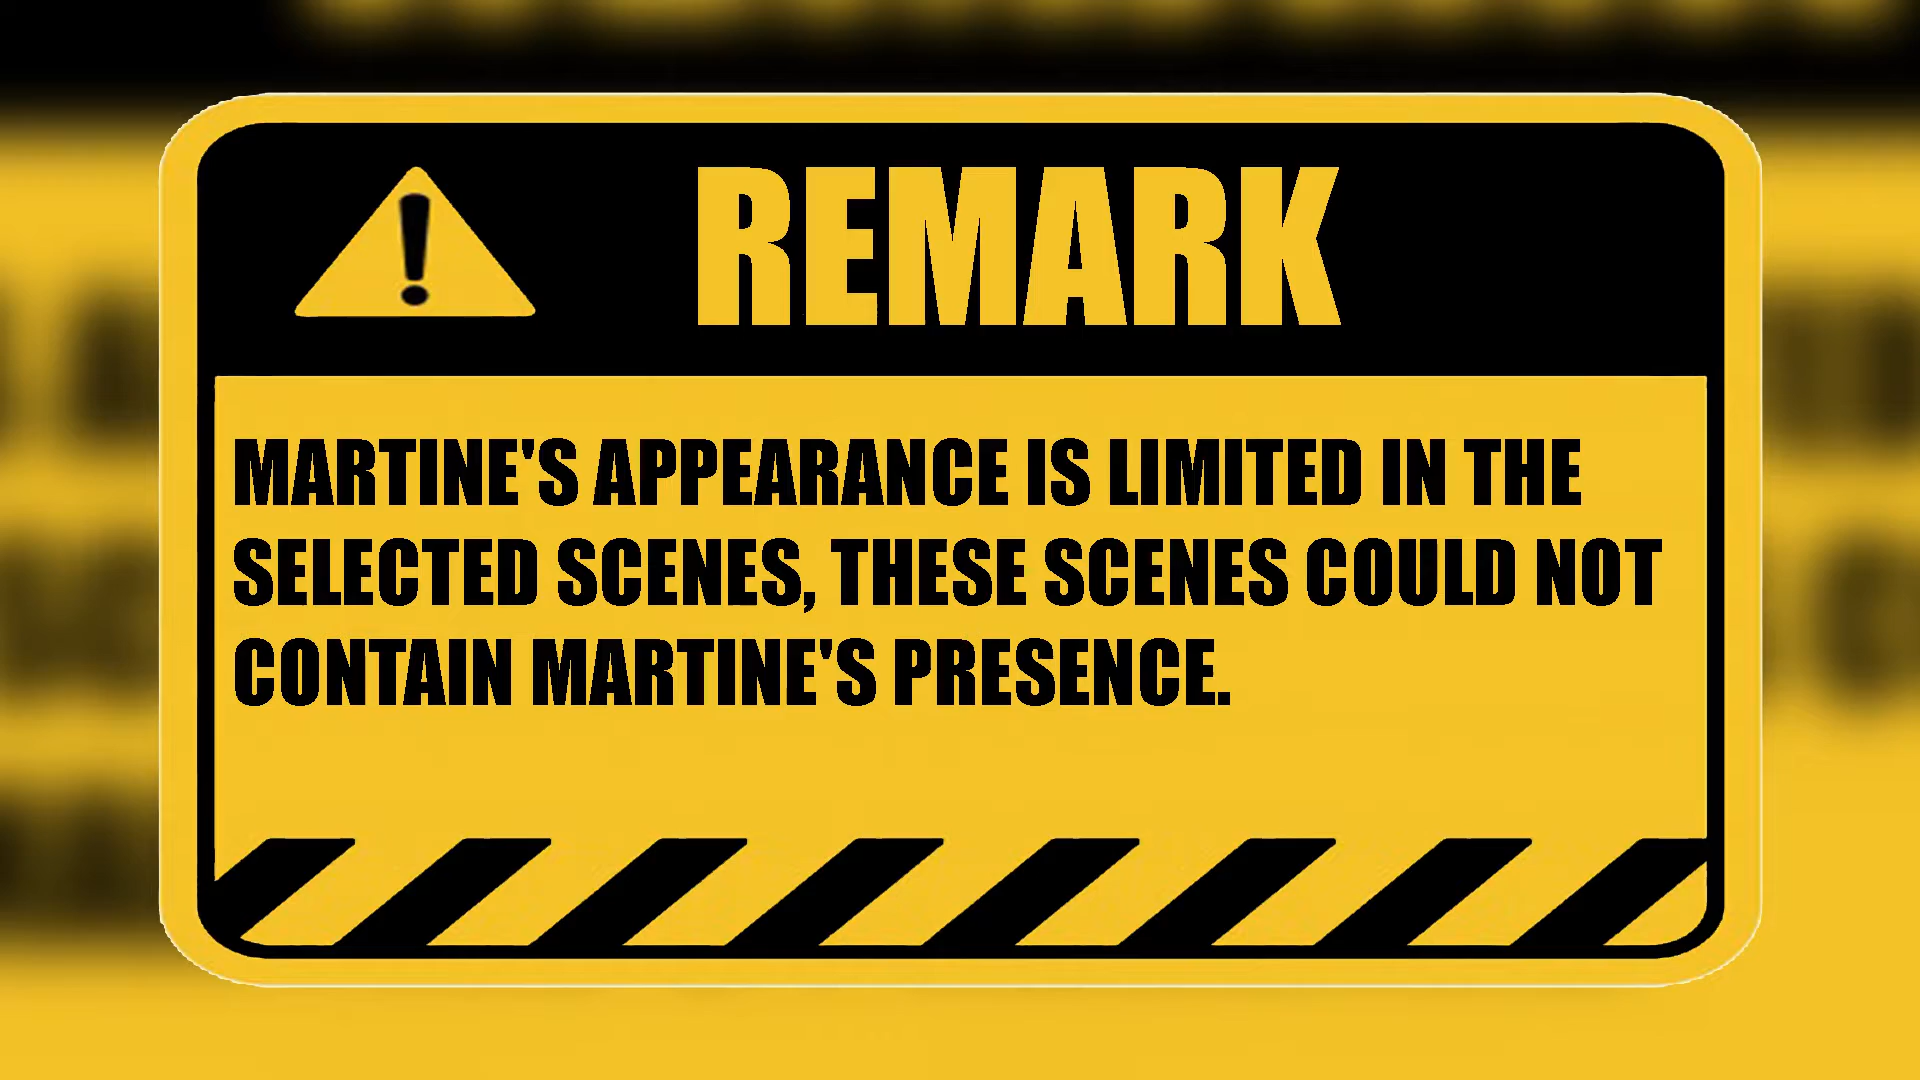 REMARK
MARTINE'S APPEARANCE IS LIMITED IN THE
SELECTED SCENES, THESE SCENES COULD NOT
CONTAIN MARTINE'S PRESENCE.